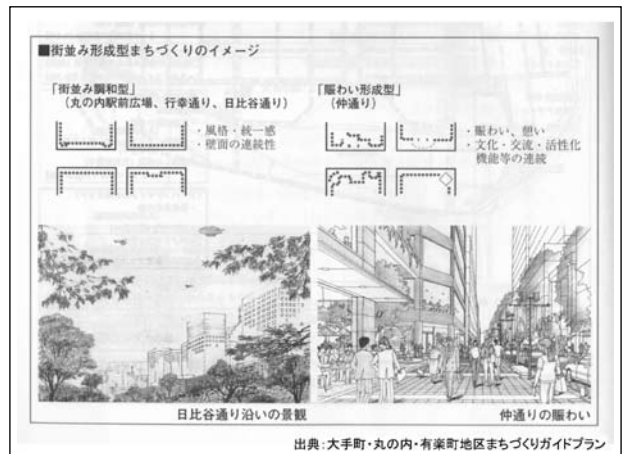 ■街並み形成型まちづくりのイメージ
「街並み調和型」
(丸の内駅前広場、行幸通り、日比谷通り)
・風格・統一感
・壁面の連続性
「賑わい形成型」
(仲通り)
・賑わい、憩い
・文化・交流・活性化
機能等の連続
日比谷通り沿いの景観
仲通りの賑わい
出典:大手町・丸の内・有楽町地区まちづくりガイドプラン